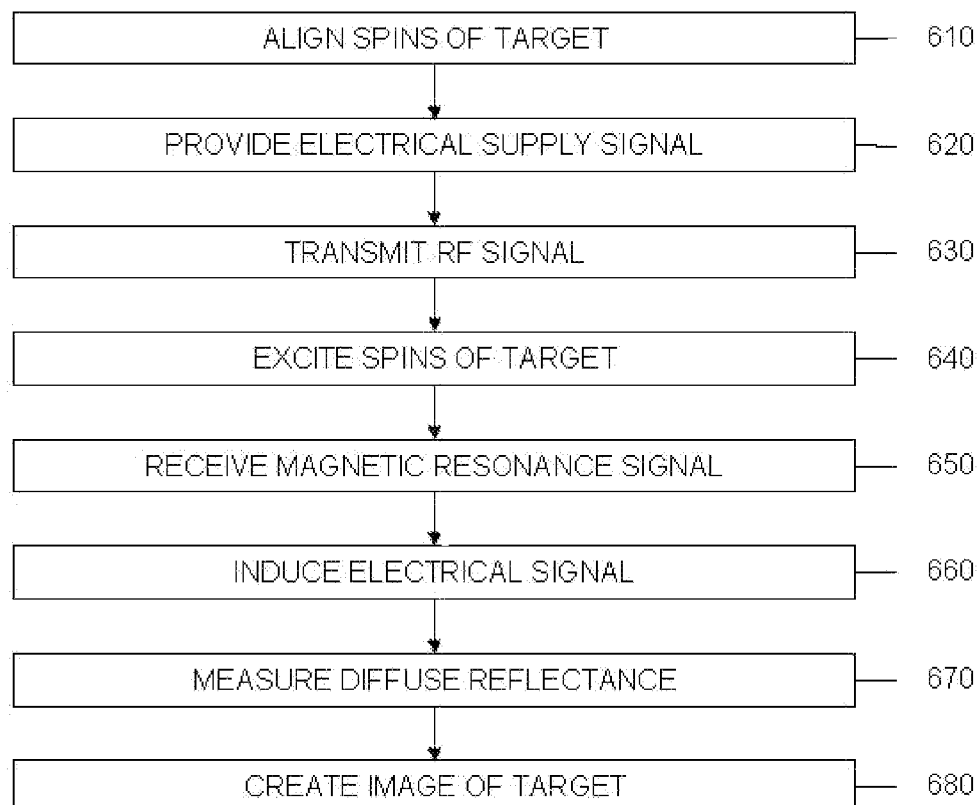 ALIGN SPINS OF TARGET 610
PROVIDE ELECTRICAL SUPPLY SIGNAL 620
TRANSMIT RF SIGNAL 630
EXCITE SPINS OF TARGET 640
RECEIVE MAGNETIC RESONANCE SIGNAL 650
INDUCE ELECTRICAL SIGNAL 660
MEASURE DIFFUSE REFLECTANCE 670
CREATE IMAGE OF TARGET 680